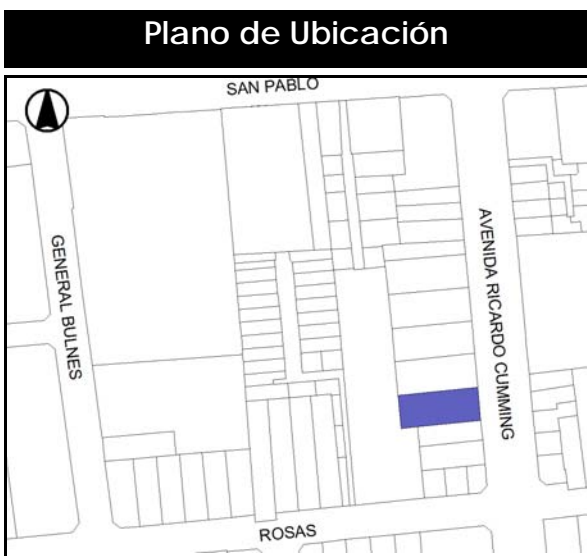 Plano de Ubicación
SAN PABLO
GENERAL BULNES
AVENIDA RICARDO CUMMING
ROSAS